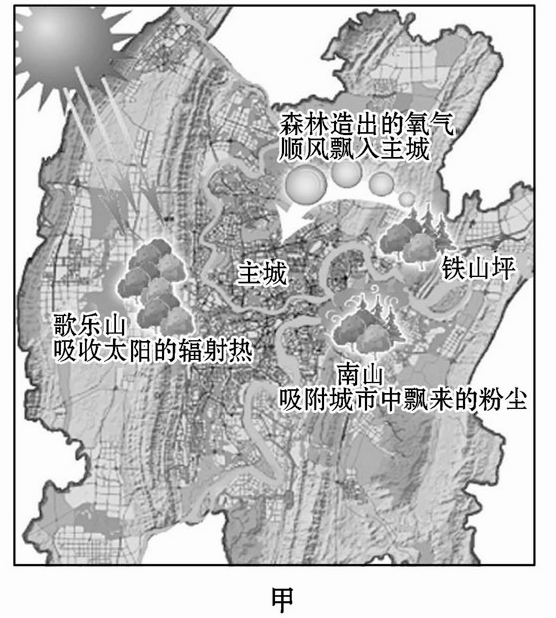 森林造出的氧气
顺风飘入主城
主城
铁山坪
歌乐山
吸收太阳的辐射热
南山
吸附城市中飘来的粉尘
甲